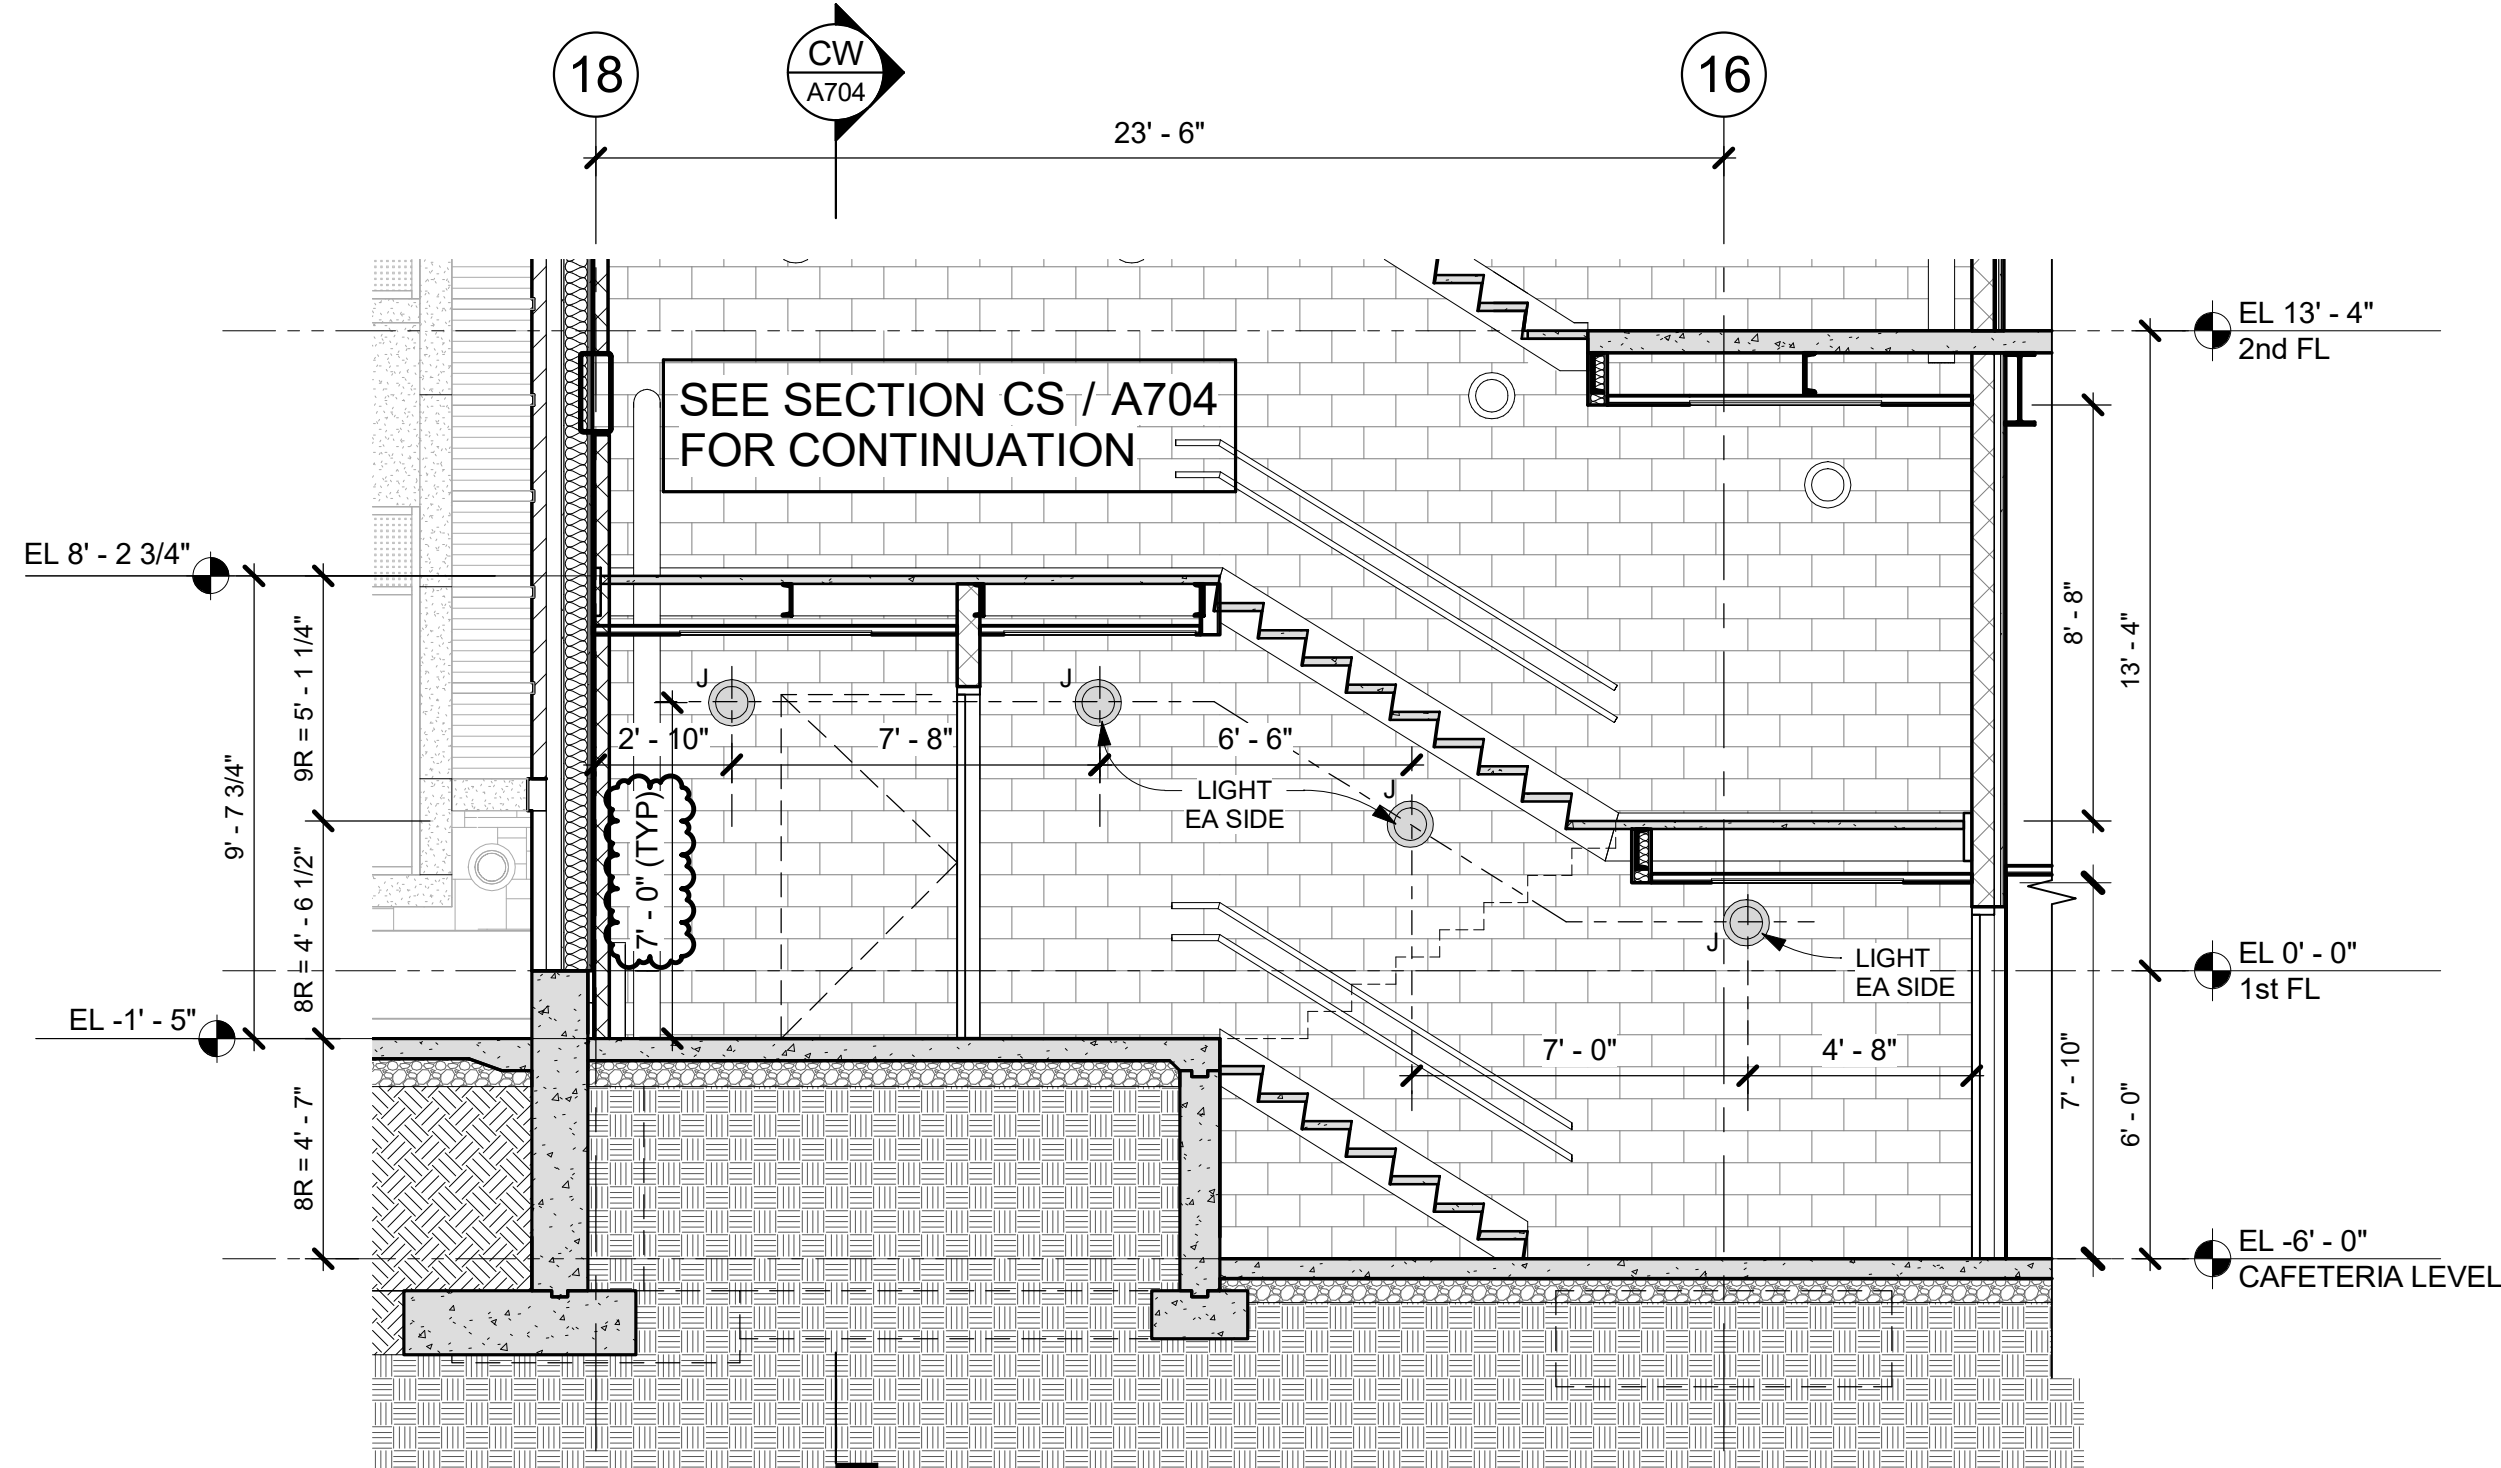 18
CW
A704
16
23' - 6"
EL 13' - 4"
2nd FL
SEE SECTION CS / A704
FOR CONTINUATION
EL 8' - 2 3/4"
9R = 5' - 1 1/4"
9' - 7 3/4"
8' - 8"
13' - 4"
J
J
2' - 10"
7' - 8"
6' - 6"
J
LIGHT
EA SIDE
7' - 0" (TYP)
8R = 4' - 6 1/2"
J
LIGHT
EA SIDE
EL 0' - 0"
1st FL
EL -1' - 5"
7' - 0"
4' - 8"
7' - 10"
6' - 0"
8R = 4' - 7"
EL -6' - 0"
CAFETERIA LEVEL